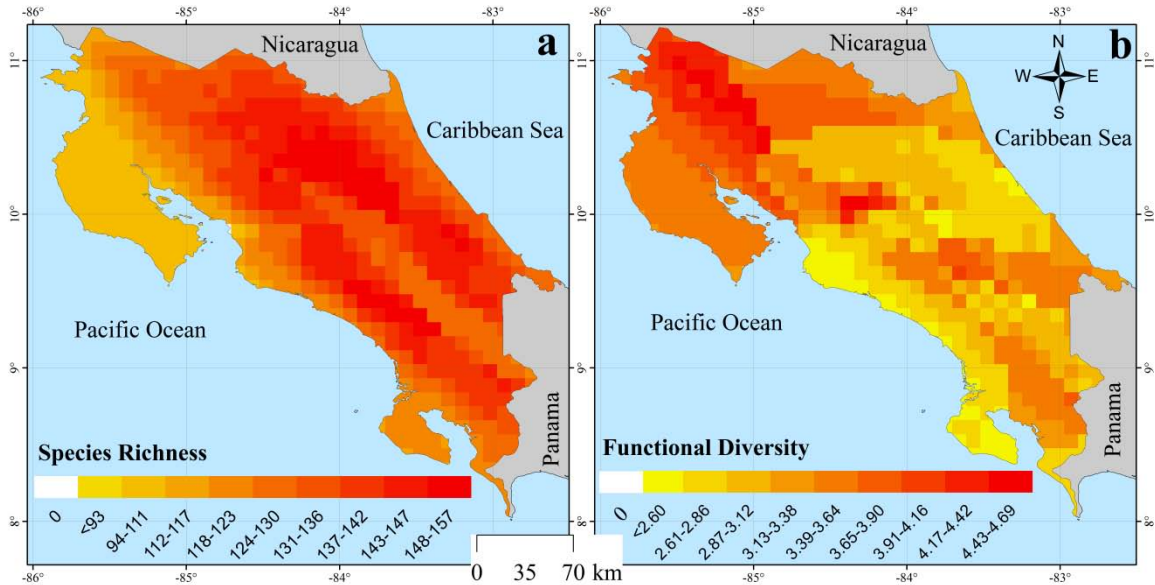 -86° -85° -84° -83° -86° -85° -84° -83°
a b
Nicaragua Nicaragua
N
W E
S
11° 11°
Caribbean Sea Caribbean Sea
10° 10°
Pacific Ocean Pacific Ocean
9° 9°
Panama Panama
Species Richness Functional Diversity
0 <93 94-111 112-117 118-123 124-130 131-136 137-142 143-147 148-157
0 <2.60 2.61-2.86 2.87-3.12 3.13-3.38 3.39-3.64 3.65-3.90 3.91-4.16 4.17-4.42 4.43-4.69
8° 8°
0 35 70 km
-86° -85° -84° -83° -86° -85° -84° -83°